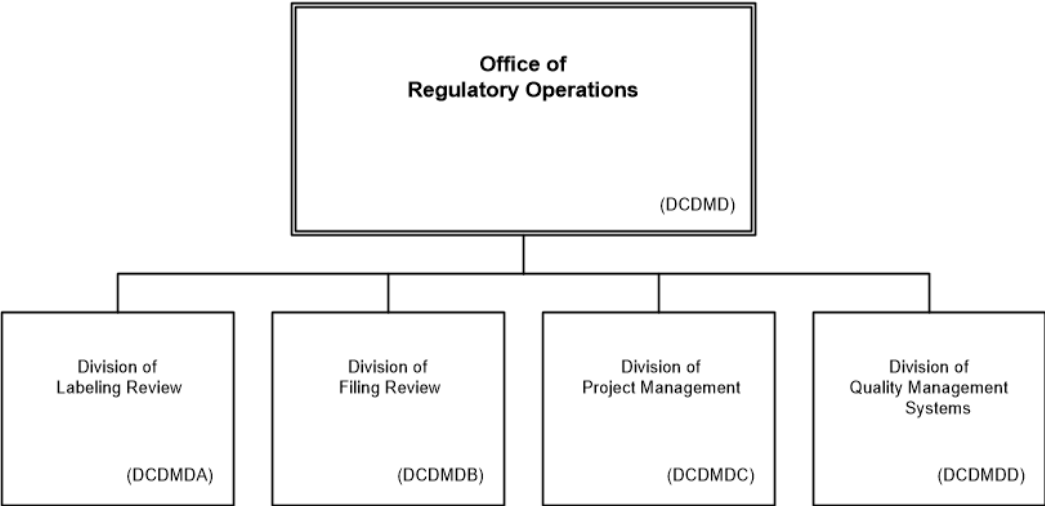 Office of
Regulatory Operations
(DCDMD)
Division of
Labeling Review
(DCDMDA)
Division of
Filing Review
(DCDMDB)
Division of
Project Management
(DCDMDC)
Division of
Quality Management
Systems
(DCDMDD)